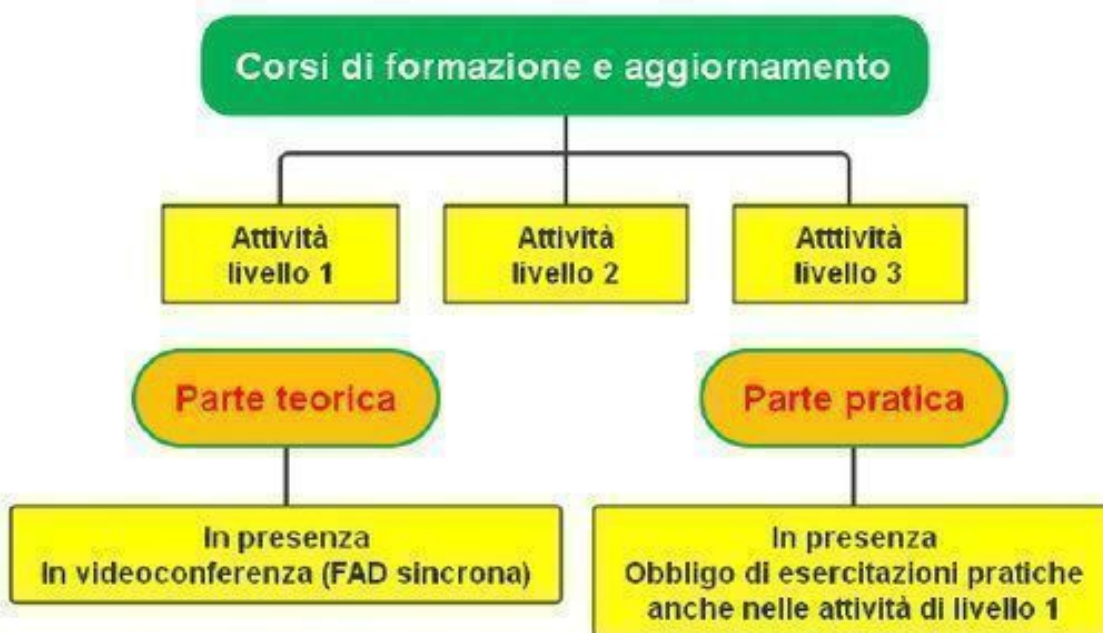 Corsi di formazione e aggiornamento
Attività
livello 1
Attività
livello 2
Atttività
livello 3
Parte teorica
Parte pratica
In presenza
In videoconferenza (FAD sincrona)
In presenza
Obbligo di esercitazioni pratiche
anche nelle attività di livello 1